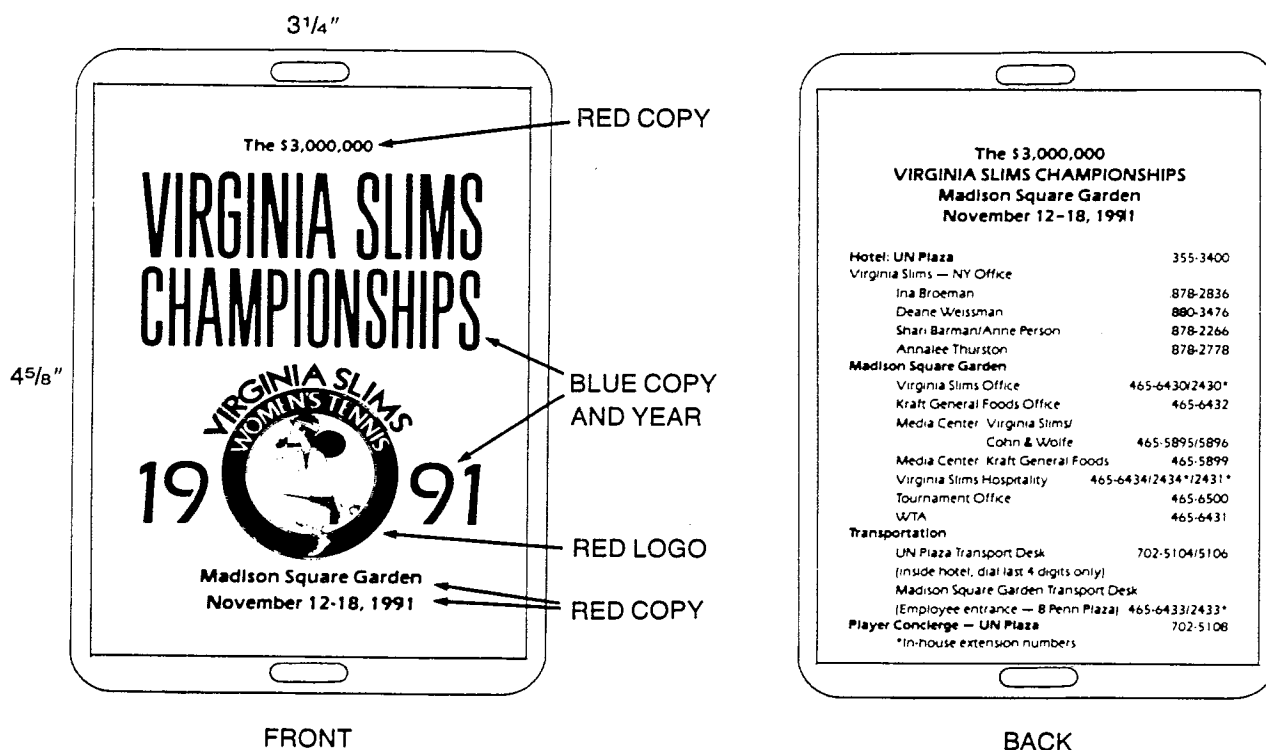 3 1/4"
4 5/8"
The $3,000,000
VIRGINIA SLIMS
CHAMPIONSHIPS
VIRGINIA SLIMS
WOMEN'S TENNIS
19 91
Madison Square Garden
November 12-18, 1991
RED COPY
BLUE COPY
AND YEAR
RED LOGO
RED COPY
FRONT
The $3,000,000
VIRGINIA SLIMS CHAMPIONSHIPS
Madison Square Garden
November 12-18, 1991
Hotel: UN Plaza 355-3400
Virginia Slims — NY Office
Ina Broeman 878-2836
Deane Weissman 880-3476
Shari Barman/Anne Person 878-2266
Annalee Thurston 878-2778
Madison Square Garden
Virginia Slims Office 465-6430/2430*
Kraft General Foods Office 465-6432
Media Center Virginia Slims/
Cohn & Wolfe 465-5895/5896
Media Center Kraft General Foods 465-5899
Virginia Slims Hospitality 465-6434/2434*/2431*
Tournament Office 465-6500
WTA 465-6431
Transportation
UN Plaza Transport Desk 702-5104/5106
(inside hotel, dial last 4 digits only)
Madison Square Garden Transport Desk
(Employee entrance — 8 Penn Plaza) 465-6433/2433*
Player Concierge — UN Plaza 702-5108
*In-house extension numbers
BACK